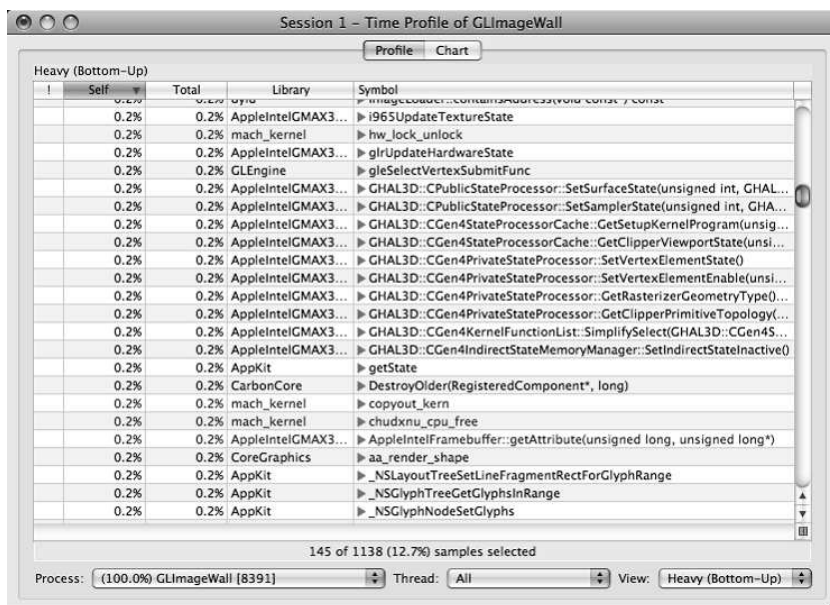 Session 1 – Time Profile of GLImageWall
Profile Chart
Heavy (Bottom–Up)
! Self Total Library Symbol
0.2% 0.2% dyld ImageLoader::containsAddress(void const*) const
0.2% 0.2% AppleIntelGMAX3... i965UpdateTextureState
0.2% 0.2% mach_kernel hw_lock_unlock
0.2% 0.2% AppleIntelGMAX3... glrUpdateHardwareState
0.2% 0.2% GLEngine gleSelectVertexSubmitFunc
0.2% 0.2% AppleIntelGMAX3... GHAL3D::CPublicStateProcessor::SetSurfaceState(unsigned int, GHAL...
0.2% 0.2% AppleIntelGMAX3... GHAL3D::CPublicStateProcessor::SetSamplerState(unsigned int, GHA...
0.2% 0.2% AppleIntelGMAX3... GHAL3D::CGen4StateProcessorCache::GetSetupKernelProgram(unsig...
0.2% 0.2% AppleIntelGMAX3... GHAL3D::CGen4StateProcessorCache::GetClipperViewportState(unsi...
0.2% 0.2% AppleIntelGMAX3... GHAL3D::CGen4PrivateStateProcessor::SetVertexElementState()
0.2% 0.2% AppleIntelGMAX3... GHAL3D::CGen4PrivateStateProcessor::SetVertexElementEnable(unsi...
0.2% 0.2% AppleIntelGMAX3... GHAL3D::CGen4PrivateStateProcessor::GetRasterizerGeometryType()...
0.2% 0.2% AppleIntelGMAX3... GHAL3D::CGen4PrivateStateProcessor::GetClipperPrimitiveTopology(...
0.2% 0.2% AppleIntelGMAX3... GHAL3D::CGen4KernelFunctionList::SimplifySelect(GHAL3D::CGen4S...
0.2% 0.2% AppleIntelGMAX3... GHAL3D::CGen4IndirectStateMemoryManager::SetIndirectStateInactive()
0.2% 0.2% AppKit getState
0.2% 0.2% CarbonCore DestroyOlder(RegisteredComponent*, long)
0.2% 0.2% mach_kernel copyout_kern
0.2% 0.2% mach_kernel chudxnu_cpu_free
0.2% 0.2% AppleIntelGMAX3... AppleIntelFramebuffer::getAttribute(unsigned long, unsigned long*)
0.2% 0.2% CoreGraphics aa_render_shape
0.2% 0.2% AppKit _NSLayoutTreeSetLineFragmentRectForGlyphRange
0.2% 0.2% AppKit _NSGlyphTreeGetGlyphsInRange
0.2% 0.2% AppKit _NSGlyphNodeSetGlyphs
145 of 1138 (12.7%) samples selected
Process: (100.0%) GLImageWall [8391] Thread: All View: Heavy (Bottom–Up)